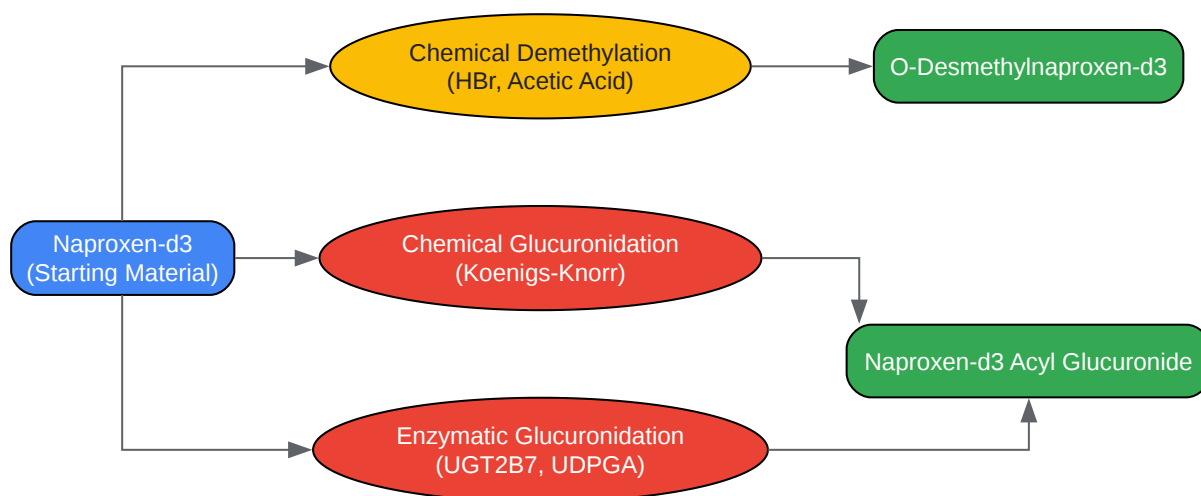 Chemical Demethylation
(HBr, Acetic Acid)
O-Desmethylnaproxen-d3
Naproxen-d3
(Starting Material)
Chemical Glucuronidation
(Koenigs-Knorr)
Naproxen-d3 Acyl Glucuronide
Enzymatic Glucuronidation
(UGT2B7, UDPGA)